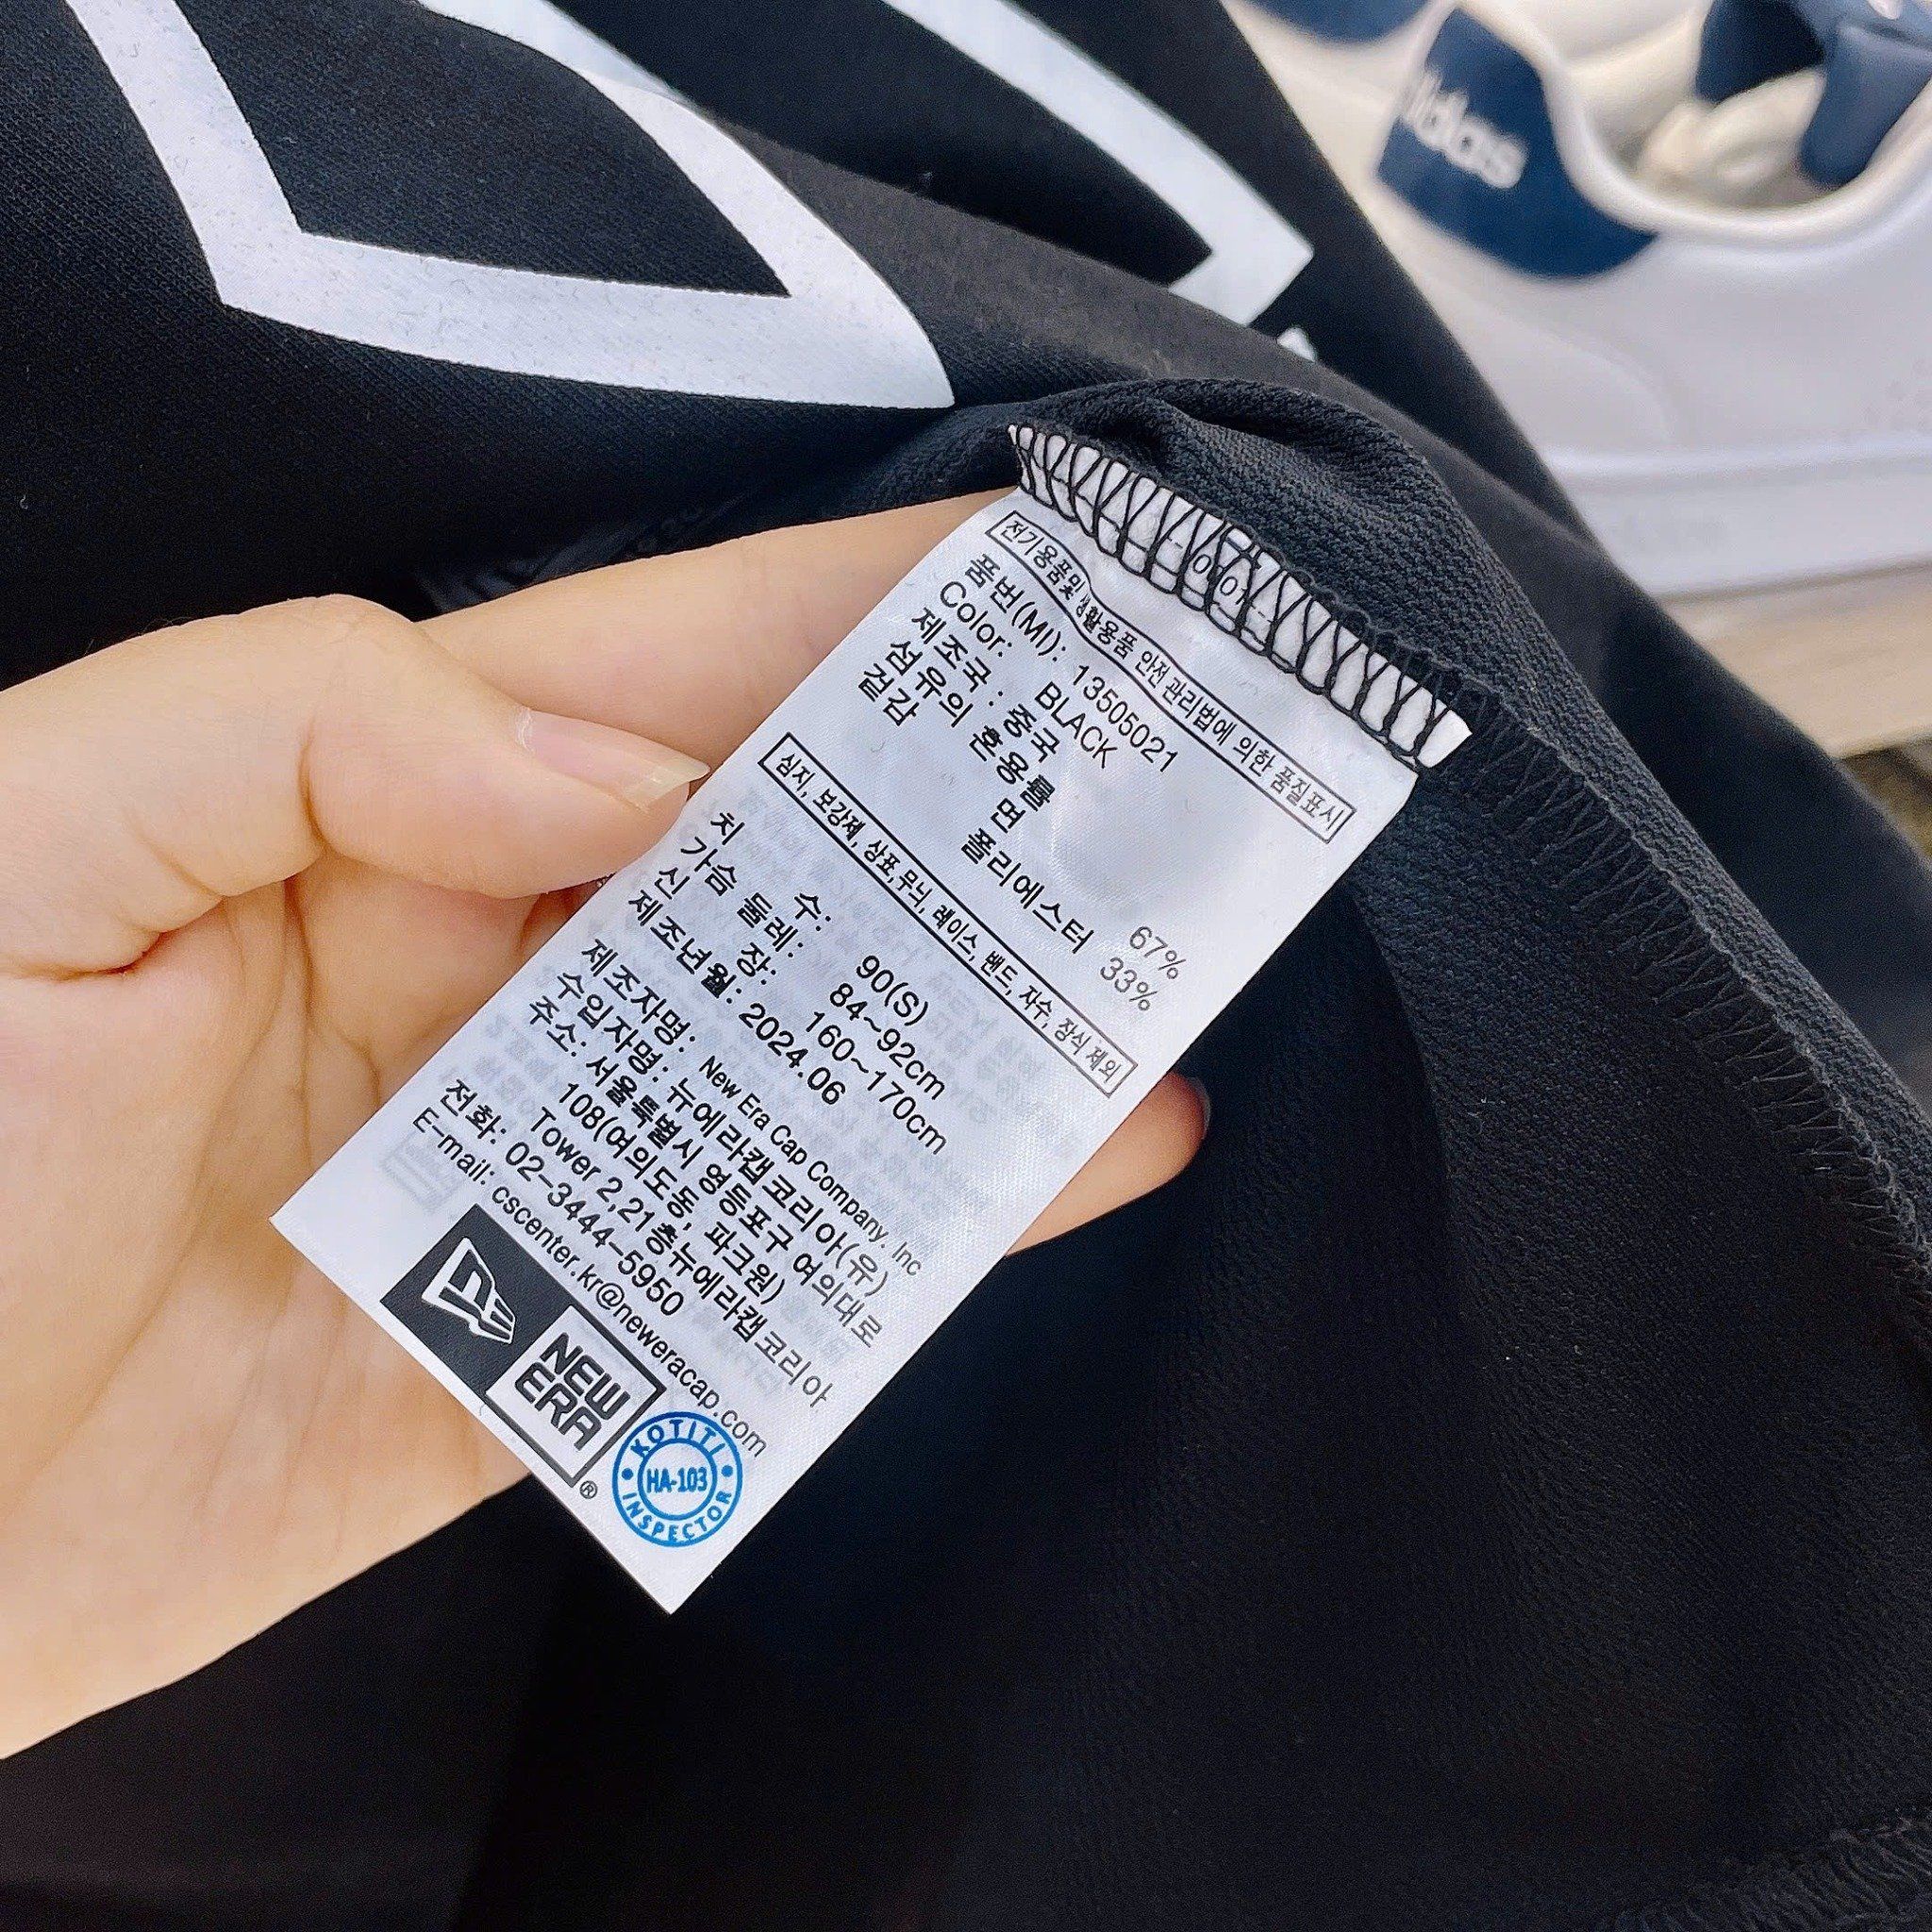 adidas
전기용품및 생활용품 안전 관리법에 의한 품질표시
품번(MI): 13505021
Color: BLACK
제조국 : 중국
섬유의 혼용률
겉감 면 67%
폴리에스터 33%
심지, 보강제, 상표,무늬, 레이스, 밴드, 자수, 장식 제외
치 수: 90(S)
가슴 둘레: 84~92cm
신 장: 160~170cm
제조년월: 2024.06
제조자명: New Era Cap Company. Inc
수입자명: 뉴에라캡코리아(유)
주소: 서울특별시 영등포구 여의대로
108(여의도동, 파크원)
Tower 2,21층뉴에라캡코리아
전화: 02-3444-5950
E-mail: cscenter.kr@neweracap.com
NEW
ERA
®
KOTITI
HA-103
INSPECTOR